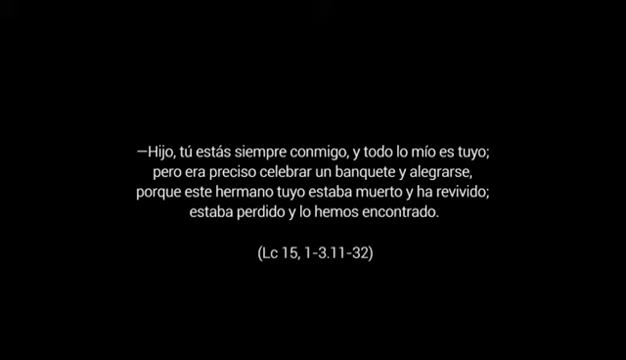 —Hijo, tú estás siempre conmigo, y todo lo mío es tuyo;
pero era preciso celebrar un banquete y alegrarse,
porque este hermano tuyo estaba muerto y ha revivido;
estaba perdido y lo hemos encontrado.
(Lc 15, 1-3.11-32)